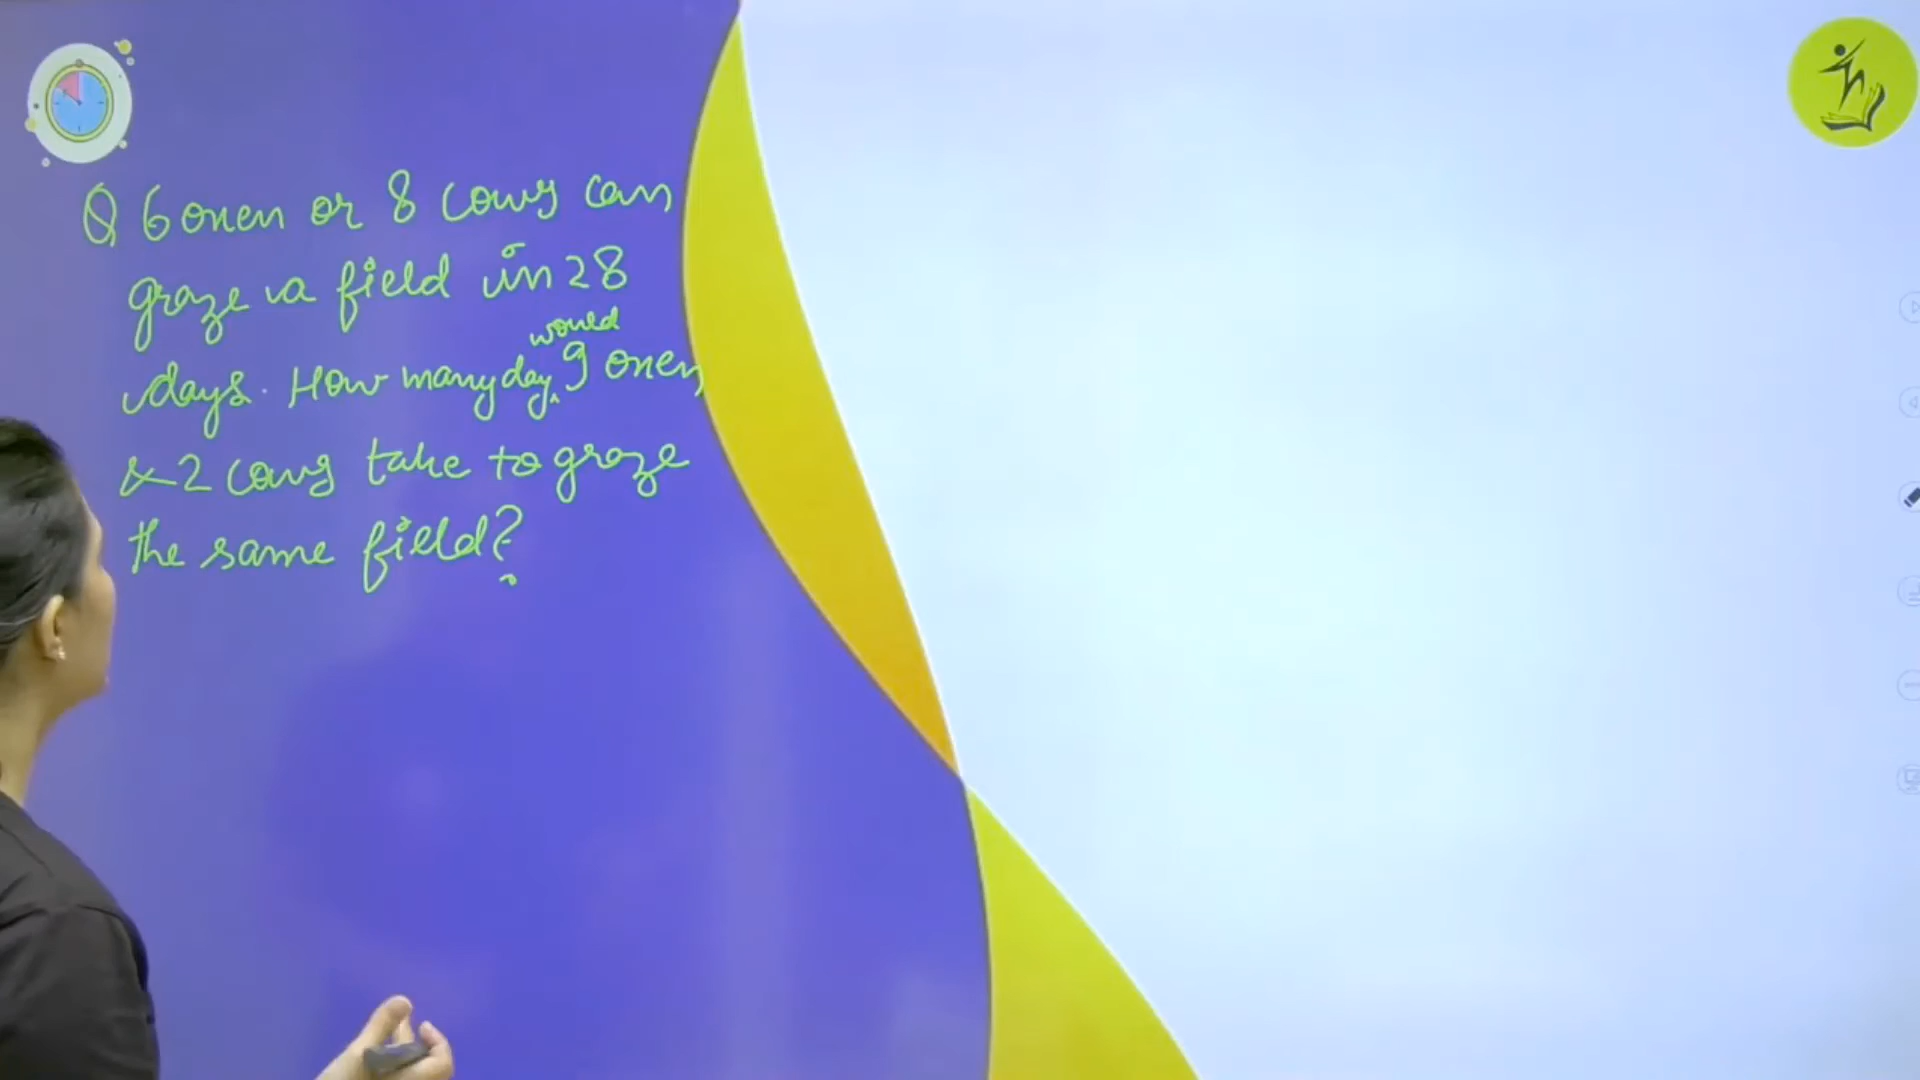 Q 6 oxen or 8 cows can
graze a field in 28
days. How many day would 9 oxen
& 2 cows take to graze
the same field?